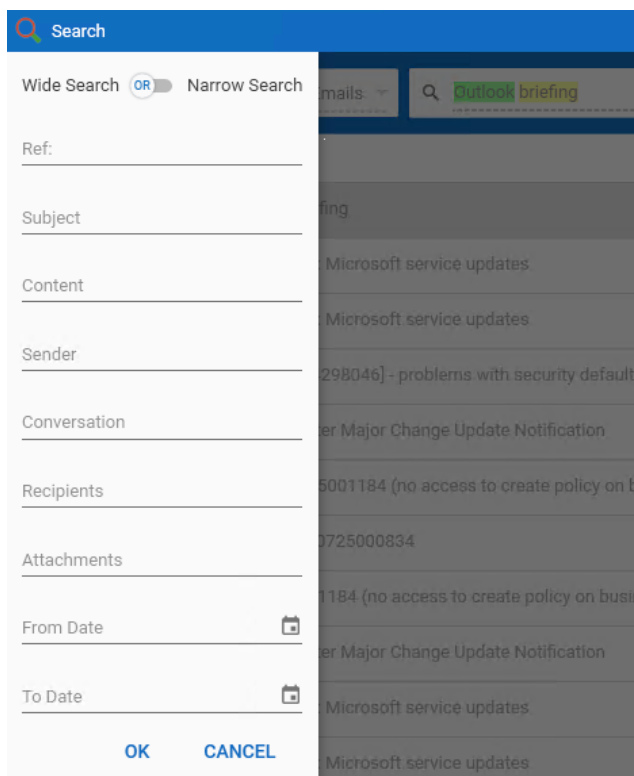 Search
Wide Search OR Narrow Search
Ref:
Subject
Content
Sender
Conversation
Recipients
Attachments
From Date
To Date
OK CANCEL
mails
Outlook briefing
fing
Microsoft service updates
Microsoft service updates
298046] - problems with security default
er Major Change Update Notification
5001184 (no access to create policy on b
0725000834
1184 (no access to create policy on busi
er Major Change Update Notification
Microsoft service updates
Microsoft service updates